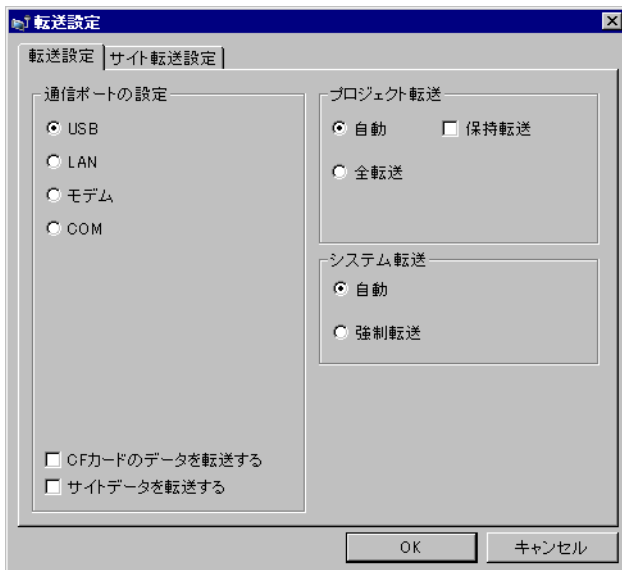 転送設定
転送設定 サイト転送設定
通信ポートの設定
USB
LAN
モデム
COM
CFカードのデータを転送する
サイトデータを転送する
プロジェクト転送
自動 保持転送
全転送
システム転送
自動
強制転送
OK キャンセル